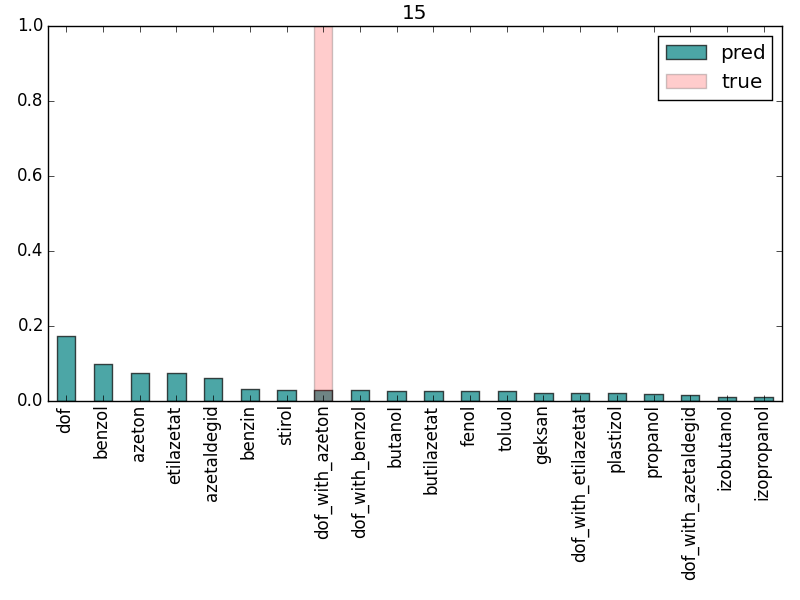 15
1.0
0.8
0.6
0.4
0.2
0.0
pred
true
dof
benzol
azeton
etilazetat
azetaldegid
benzin
stirol
dof_with_azeton
dof_with_benzol
butanol
butilazetat
fenol
toluol
geksan
dof_with_etilazetat
plastizol
propanol
dof_with_azetaldegid
izobutanol
izopropanol